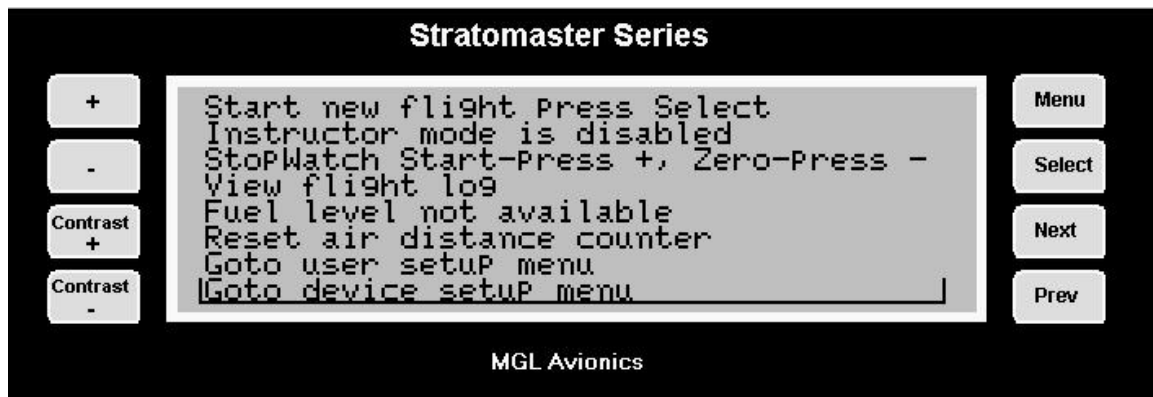 Stratomaster Series
+
-
Contrast
+
Contrast
-
Start new flight Press Select
Instructor mode is disabled
StoPWatch Start-Press +, Zero-Press -
View flight log
Fuel level not available
Reset air distance counter
Goto user setuP menu
Goto device setuP menu
Menu
Select
Next
Prev
MGL Avionics